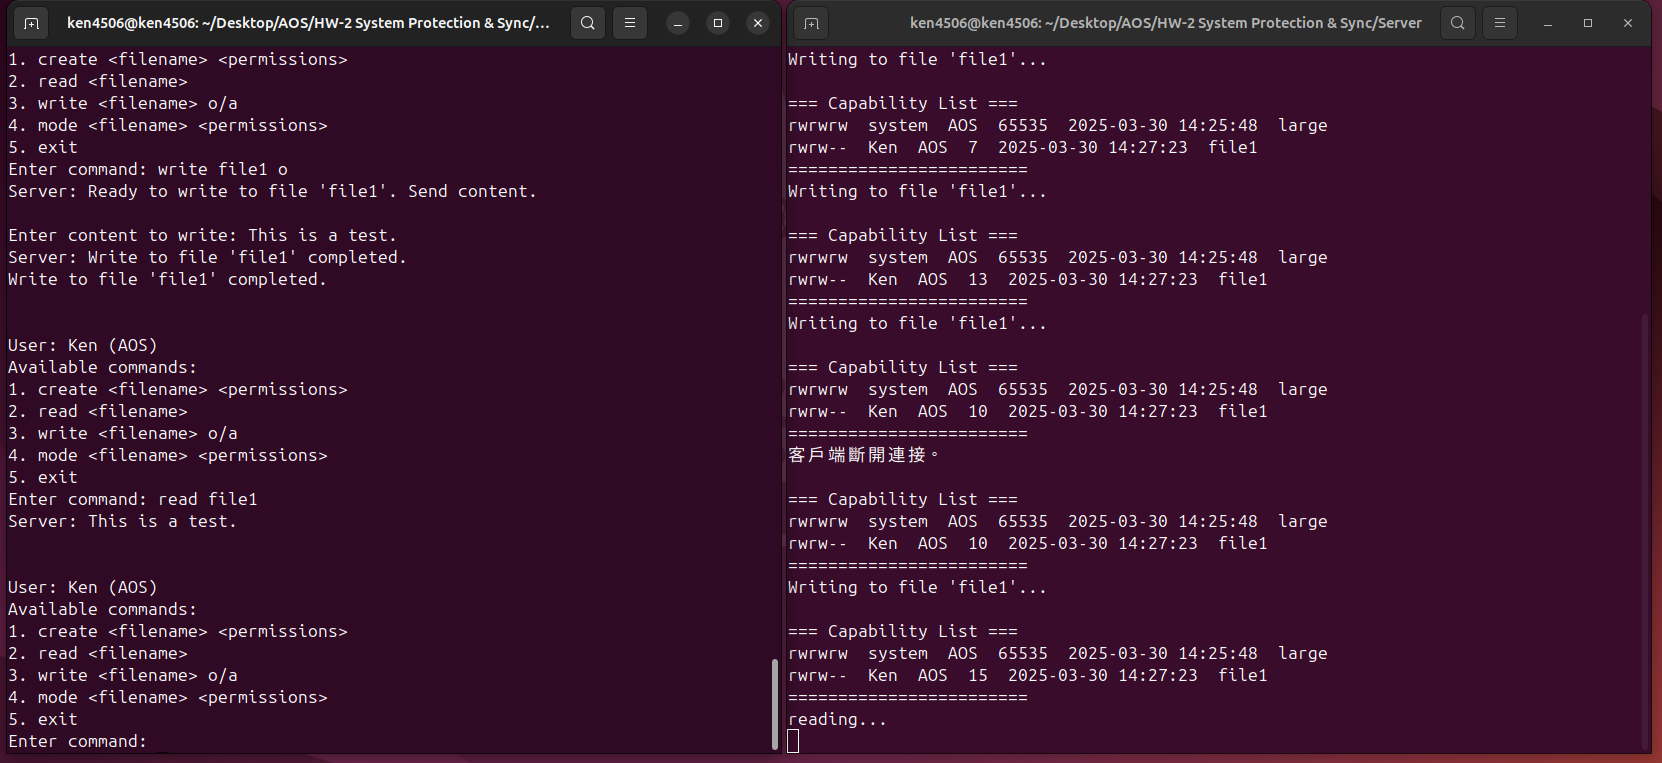 ken4506@ken4506: ~/Desktop/AOS/HW-2 System Protection & Sync/...
1. create <filename> <permissions>
2. read <filename>
3. write <filename> o/a
4. mode <filename> <permissions>
5. exit
Enter command: write file1 o
Server: Ready to write to file 'file1'. Send content.
Enter content to write: This is a test.
Server: Write to file 'file1' completed.
Write to file 'file1' completed.
User: Ken (AOS)
Available commands:
1. create <filename> <permissions>
2. read <filename>
3. write <filename> o/a
4. mode <filename> <permissions>
5. exit
Enter command: read file1
Server: This is a test.
User: Ken (AOS)
Available commands:
1. create <filename> <permissions>
2. read <filename>
3. write <filename> o/a
4. mode <filename> <permissions>
5. exit
Enter command:
ken4506@ken4506: ~/Desktop/AOS/HW-2 System Protection & Sync/Server
Writing to file 'file1'...
=== Capability List ===
rwrwrw  system  AOS  65535  2025-03-30 14:25:48  large
rwrw--  Ken  AOS  7  2025-03-30 14:27:23  file1
========================
Writing to file 'file1'...
=== Capability List ===
rwrwrw  system  AOS  65535  2025-03-30 14:25:48  large
rwrw--  Ken  AOS  13  2025-03-30 14:27:23  file1
========================
Writing to file 'file1'...
=== Capability List ===
rwrwrw  system  AOS  65535  2025-03-30 14:25:48  large
rwrw--  Ken  AOS  10  2025-03-30 14:27:23  file1
========================
客戶端斷開連接。
=== Capability List ===
rwrwrw  system  AOS  65535  2025-03-30 14:25:48  large
rwrw--  Ken  AOS  10  2025-03-30 14:27:23  file1
========================
Writing to file 'file1'...
=== Capability List ===
rwrwrw  system  AOS  65535  2025-03-30 14:25:48  large
rwrw--  Ken  AOS  15  2025-03-30 14:27:23  file1
========================
reading...